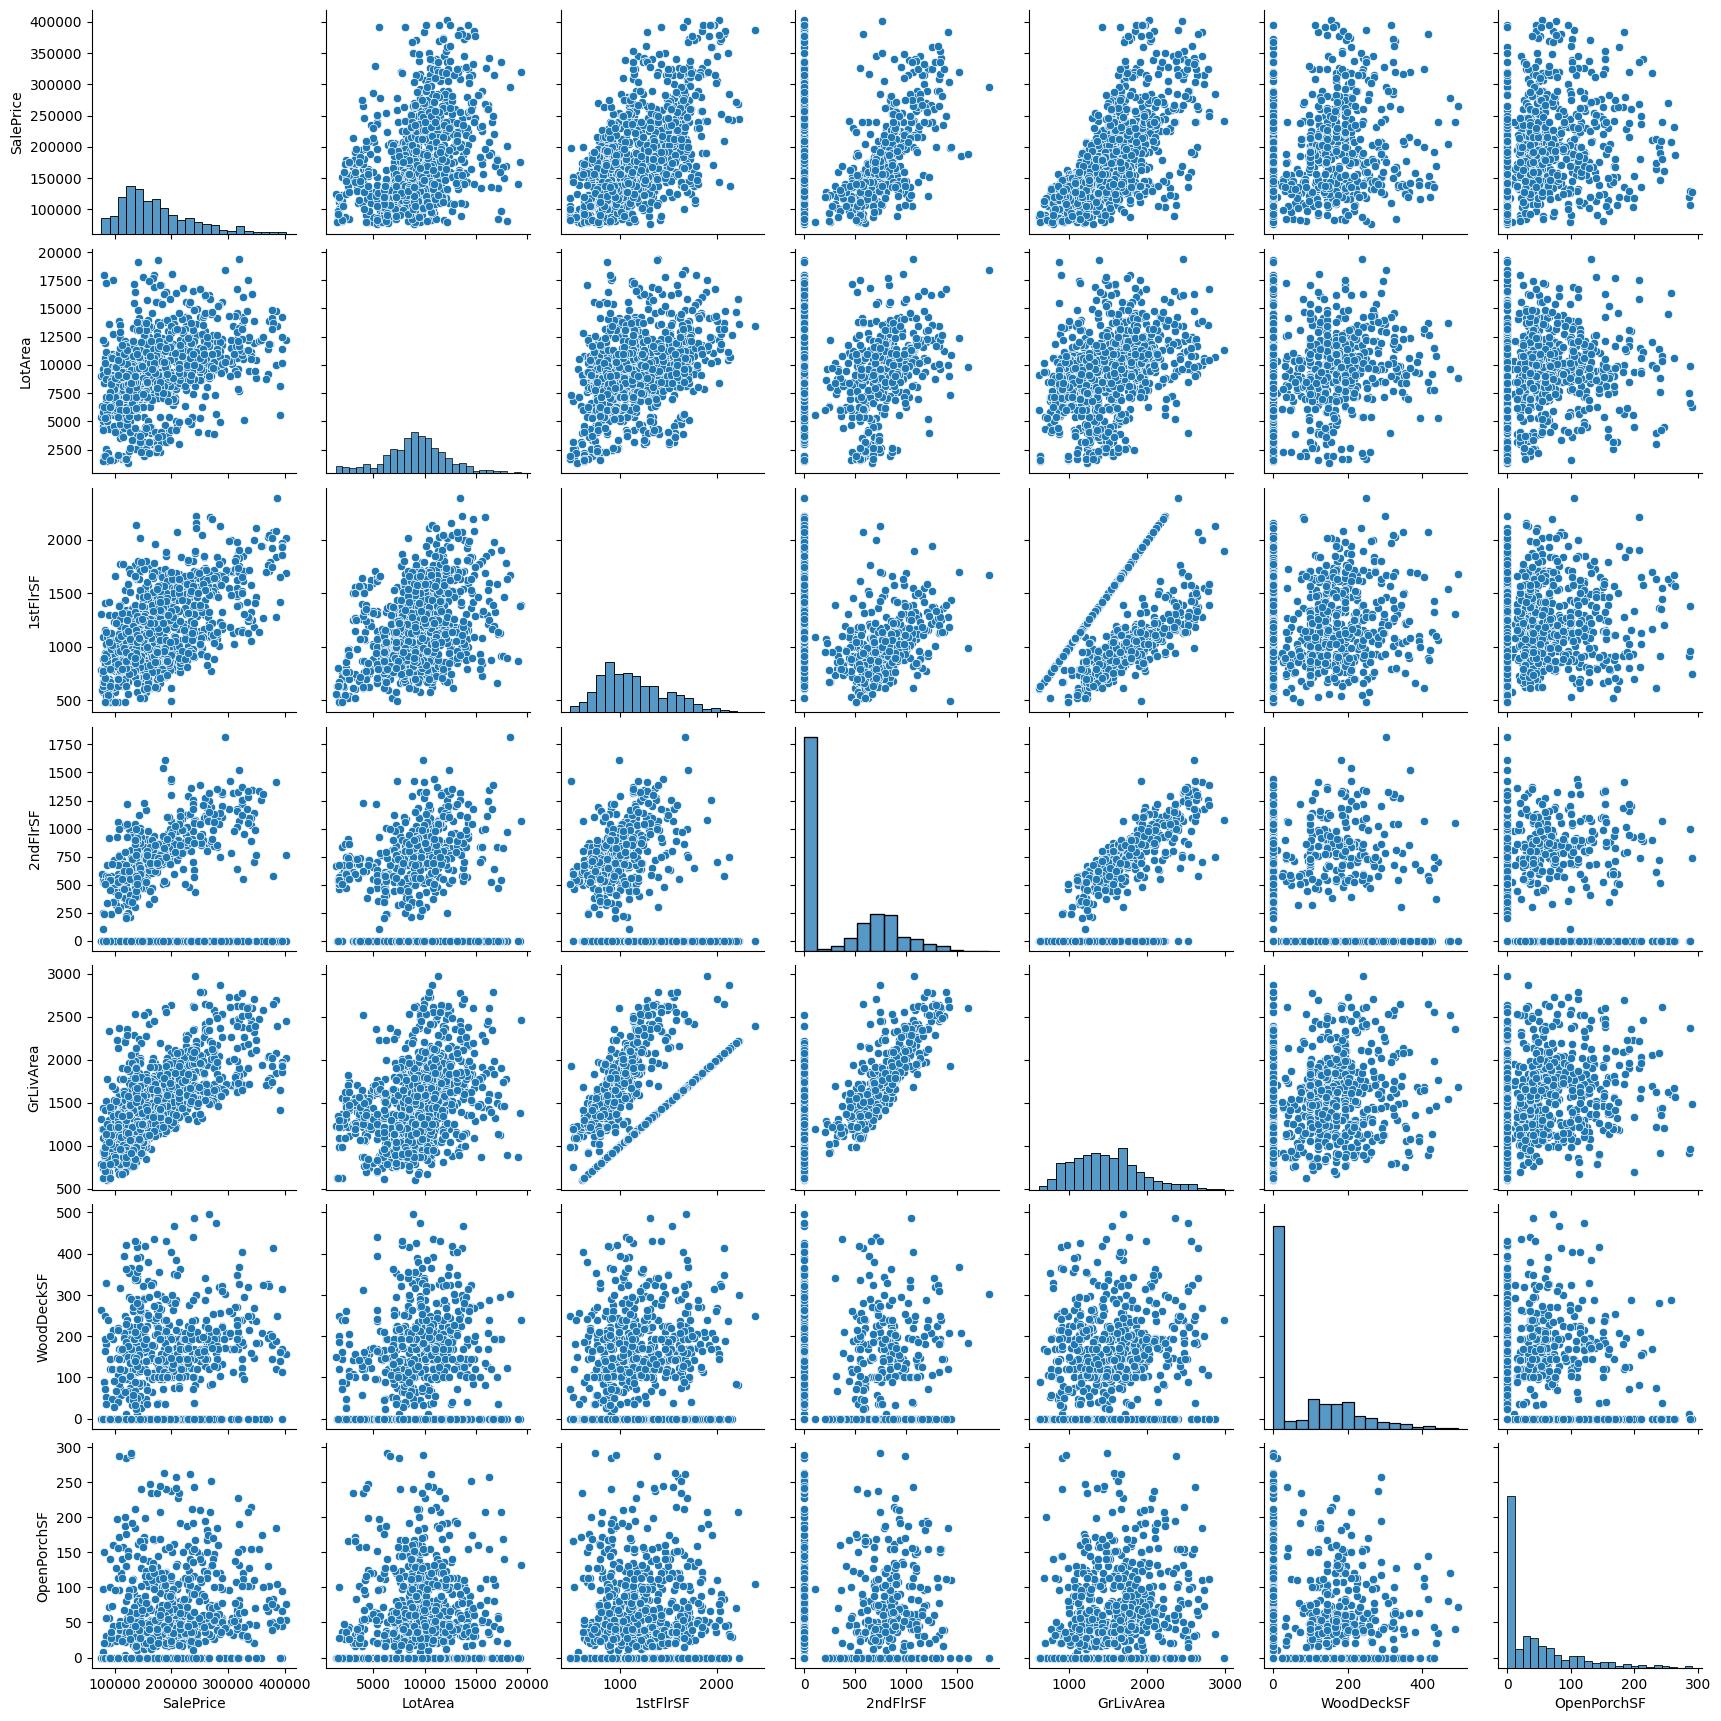 400000
350000
300000
250000
200000
150000
100000
SalePrice
20000
17500
15000
12500
10000
7500
5000
2500
LotArea
2000
1500
1000
500
1stFlrSF
1750
1500
1250
1000
750
500
250
0
2ndFlrSF
3000
2500
2000
1500
1000
500
GrLivArea
500
400
300
200
100
0
WoodDeckSF
300
250
200
150
100
50
0
OpenPorchSF
100000 200000 300000 400000
5000 10000 15000 20000
1000 2000
0 500 1000 1500
1000 2000 3000
0 200 400
0 100 200 300
SalePrice
LotArea
1stFlrSF
2ndFlrSF
GrLivArea
WoodDeckSF
OpenPorchSF